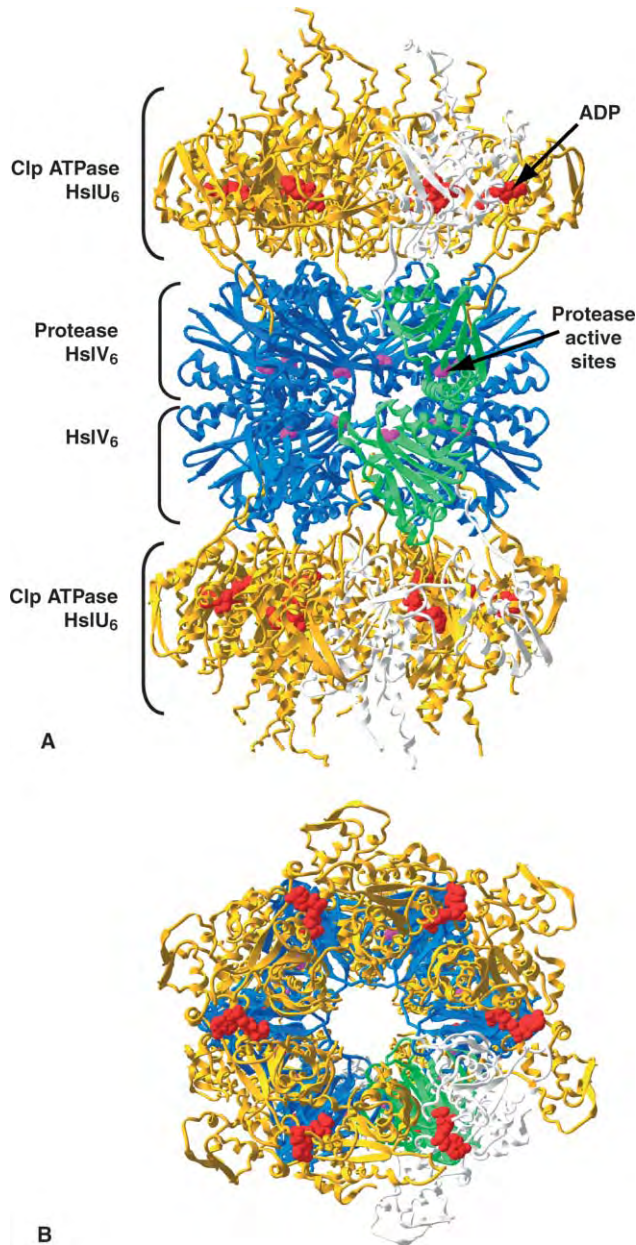 ADP
Clp ATPase
HslU6
Protease
HslV6
Protease
active
sites
HslV6
Clp ATPase
HslU6
A
B